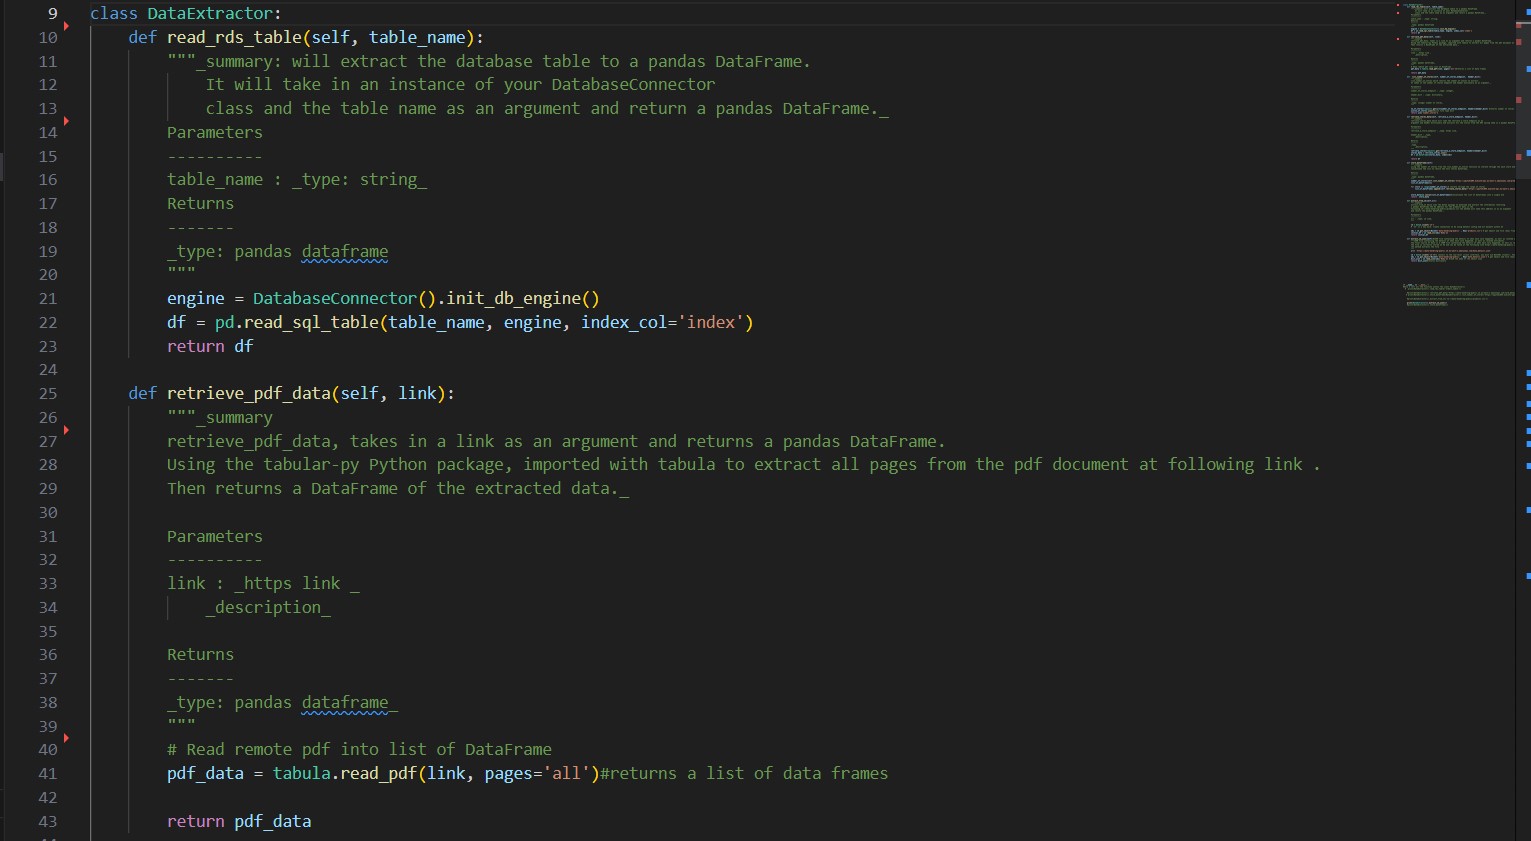 9 class DataExtractor:
10 def read_rds_table(self, table_name):
11 """_summary: will extract the database table to a pandas DataFrame.
12 It will take in an instance of your DatabaseConnector
13 class and the table name as an argument and return a pandas DataFrame._
14 Parameters
15 ----------
16 table_name : _type: string_
17 Returns
18 -------
19 _type: pandas dataframe
20 """
21 engine = DatabaseConnector().init_db_engine()
22 df = pd.read_sql_table(table_name, engine, index_col='index')
23 return df
24
25 def retrieve_pdf_data(self, link):
26 """_summary
27 retrieve_pdf_data, takes in a link as an argument and returns a pandas DataFrame.
28 Using the tabular-py Python package, imported with tabula to extract all pages from the pdf document at following link .
29 Then returns a DataFrame of the extracted data._
30
31 Parameters
32 ----------
33 link : _https link _
34 _description_
35
36 Returns
37 -------
38 _type: pandas dataframe_
39 """
40 # Read remote pdf into list of DataFrame
41 pdf_data = tabula.read_pdf(link, pages='all')#returns a list of data frames
42
43 return pdf_data